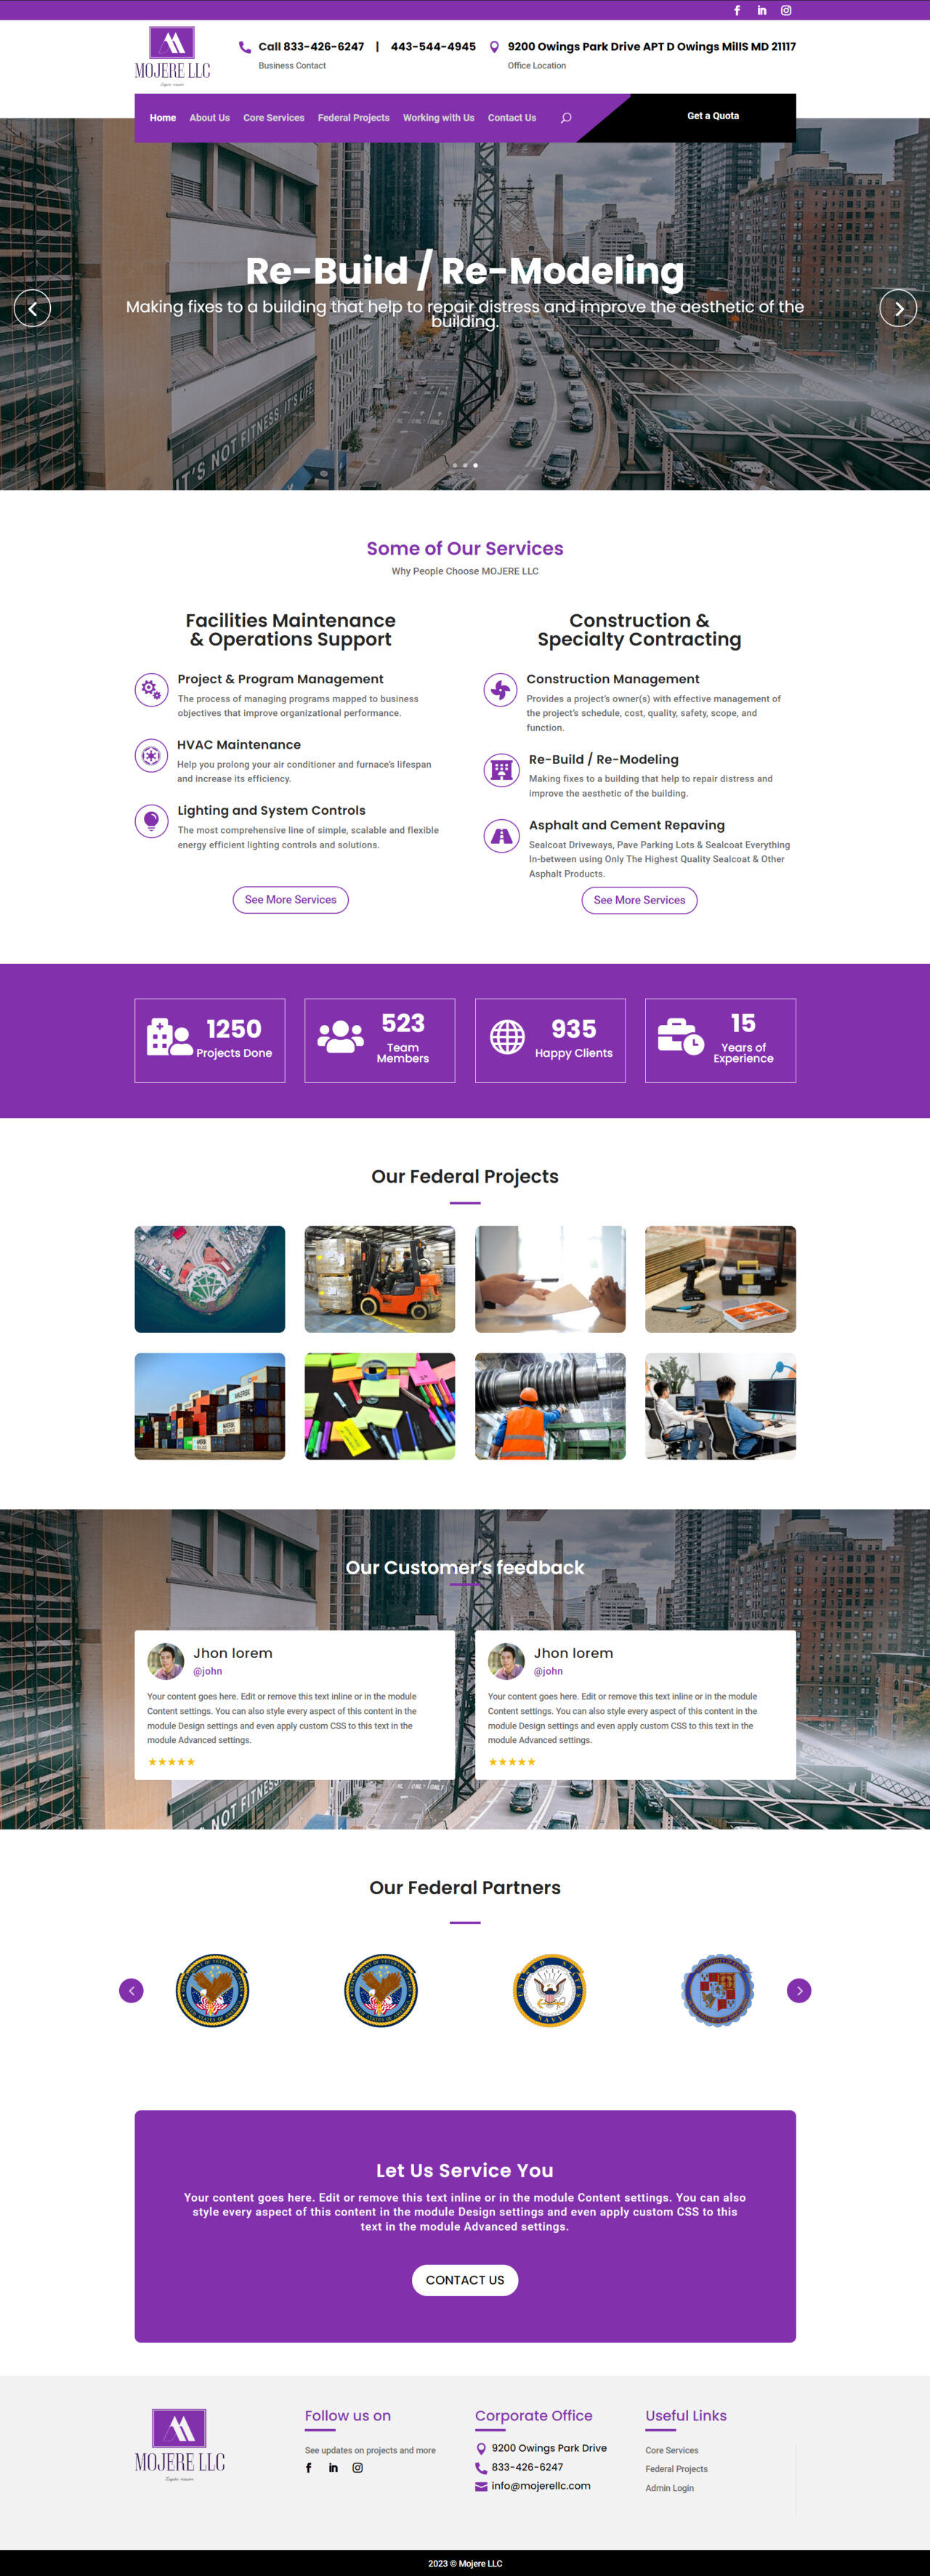 MOJERE LLC
Call 833-426-6247 | 443-544-4945
Business Contact
9200 Owings Park Drive APT D Owings MillS MD 21117
Office Location
Home About Us Core Services Federal Projects Working with Us Contact Us
Get a Quota
Re-Build / Re-Modeling
Making fixes to a building that help to repair distress and improve the aesthetic of the
building.
IT'S NOT FITNESS. IT'S LIFE.
Some of Our Services
Why People Choose MOJERE LLC
Facilities Maintenance
& Operations Support
Project & Program Management
The process of managing programs mapped to business
objectives that improve organizational performance.
HVAC Maintenance
Help you prolong your air conditioner and furnace's lifespan
and increase its efficiency.
Lighting and System Controls
The most comprehensive line of simple, scalable and flexible
energy efficient lighting controls and solutions.
See More Services
Construction &
Specialty Contracting
Construction Management
Provides a project's owner(s) with effective management of
the project's schedule, cost, quality, safety, scope, and
function.
Re-Build / Re-Modeling
Making fixes to a building that help to repair distress and
improve the aesthetic of the building.
Asphalt and Cement Repaving
Sealcoat Driveways, Pave Parking Lots & Sealcoat Everything
In-between using Only The Highest Quality Sealcoat & Other
Asphalt Products.
See More Services
1250
Projects Done
523
Team
Members
935
Happy Clients
15
Years of
Experience
Our Federal Projects
Our Customer's feedback
Jhon lorem
@john
Your content goes here. Edit or remove this text inline or in the module
Content settings. You can also style every aspect of this content in the
module Design settings and even apply custom CSS to this text in the
module Advanced settings.
Jhon lorem
@john
Your content goes here. Edit or remove this text inline or in the module
Content settings. You can also style every aspect of this content in the
module Design settings and even apply custom CSS to this text in the
module Advanced settings.
NOT FITNESS
Our Federal Partners
Let Us Service You
Your content goes here. Edit or remove this text inline or in the module Content settings. You can also
style every aspect of this content in the module Design settings and even apply custom CSS to this
text in the module Advanced settings.
CONTACT US
MOJERE LLC
Follow us on
See updates on projects and more
Corporate Office
9200 Owings Park Drive
833-426-6247
info@mojerellc.com
Useful Links
Core Services
Federal Projects
Admin Login
2023 © Mojere LLC